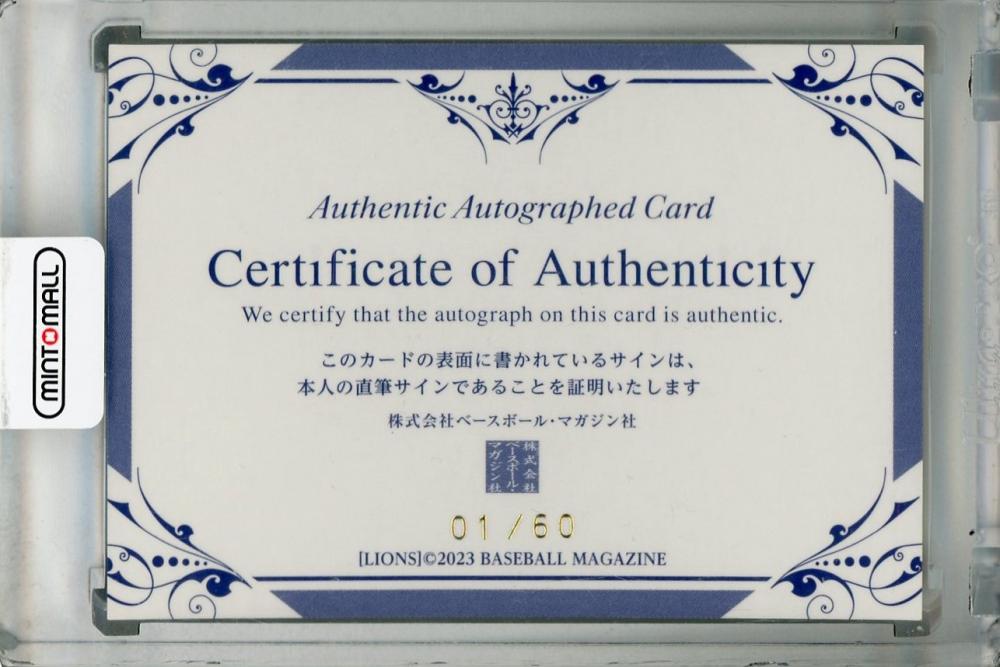 Authentic Autographed Card
Certificate of Authenticity
We certify that the autograph on this card is authentic.
このカードの表面に書かれているサインは、
本人の直筆サインであることを証明いたします
株式会社ベースボール・マガジン社
株式会社
ベースボール・
マガジン社
01/60
[LIONS]©2023 BASEBALL MAGAZINE
MINTOMALL